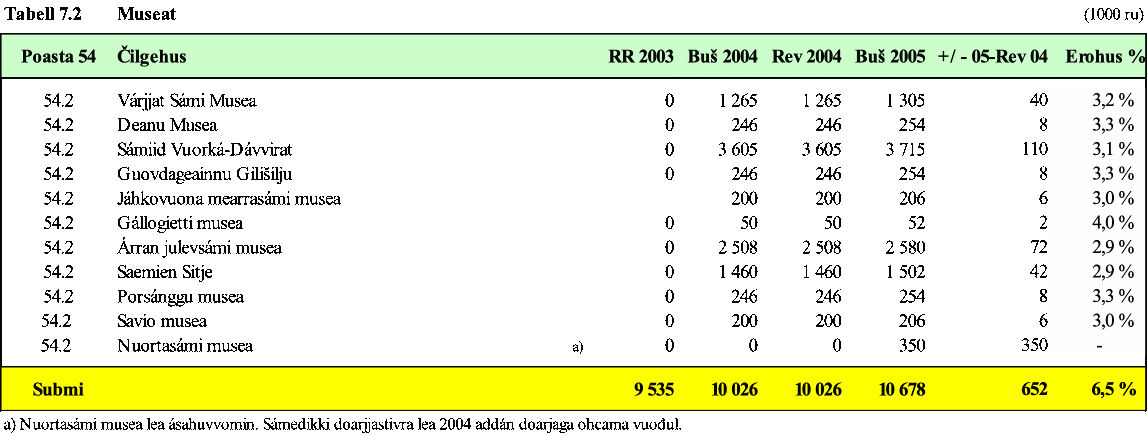 Tabell 7.2 Museat (1000 ru)
Poasta 54 Čilgehus RR 2003 Buš 2004 Rev 2004 Buš 2005 +/ - 05-Rev 04 Erohus %
54.2 Várjjat Sámi Musea 0 1 265 1 265 1 305 40 3,2 %
54.2 Deanu Musea 0 246 246 254 8 3,3 %
54.2 Sámiid Vuorká-Dávvirat 0 3 605 3 605 3 715 110 3,1 %
54.2 Guovdageainnu Gilišilju 0 246 246 254 8 3,3 %
54.2 Jáhkovuona mearrasámi musea 200 200 206 6 3,0 %
54.2 Gállogietti musea 0 50 50 52 2 4,0 %
54.2 Árran julevsámi musea 0 2 508 2 508 2 580 72 2,9 %
54.2 Saemien Sitje 0 1 460 1 460 1 502 42 2,9 %
54.2 Porsánggu musea 0 246 246 254 8 3,3 %
54.2 Savio musea 0 200 200 206 6 3,0 %
54.2 Nuortasámi musea a) 0 0 0 350 350 -
Submi 9 535 10 026 10 026 10 678 652 6,5 %
a) Nuortasámi musea lea ásahuvvomin. Sámedikki doarjjastivra lea 2004 addán doarjaga ohcama vuođul.